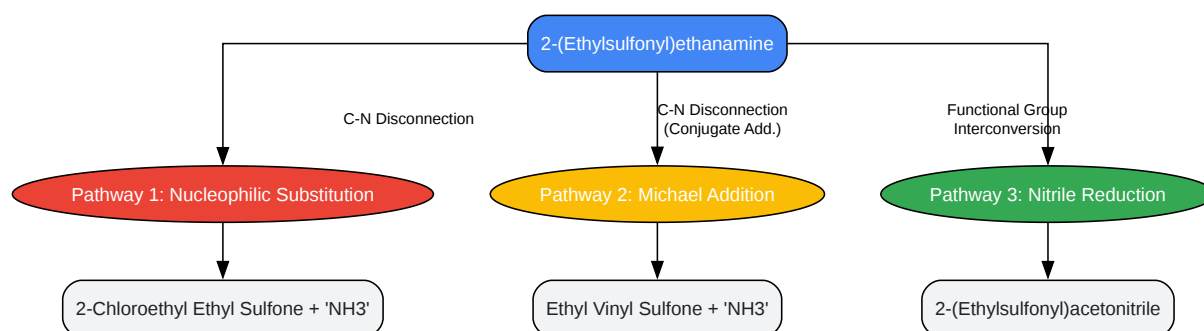 2-(Ethylsulfonyl)ethanamine
C-N Disconnection
C-N Disconnection
(Conjugate Add.)
Functional Group
Interconversion
Pathway 1: Nucleophilic Substitution
Pathway 2: Michael Addition
Pathway 3: Nitrile Reduction
2-Chloroethyl Ethyl Sulfone + 'NH3'
Ethyl Vinyl Sulfone + 'NH3'
2-(Ethylsulfonyl)acetonitrile